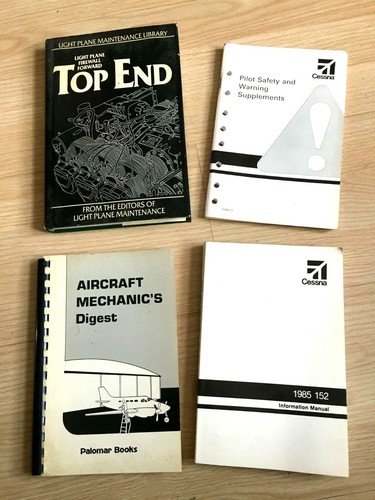 LIGHT PLANE MAINTENANCE LIBRARY
LIGHT PLANE
FIREWALL
FORWARD
TOP END
FROM THE EDITORS OF
LIGHT PLANE MAINTENANCE
Cessna
Pilot Safety and
Warning
Supplements
AIRCRAFT
MECHANIC'S
Digest
Palomar Books
Cessna
1985 152
Information Manual